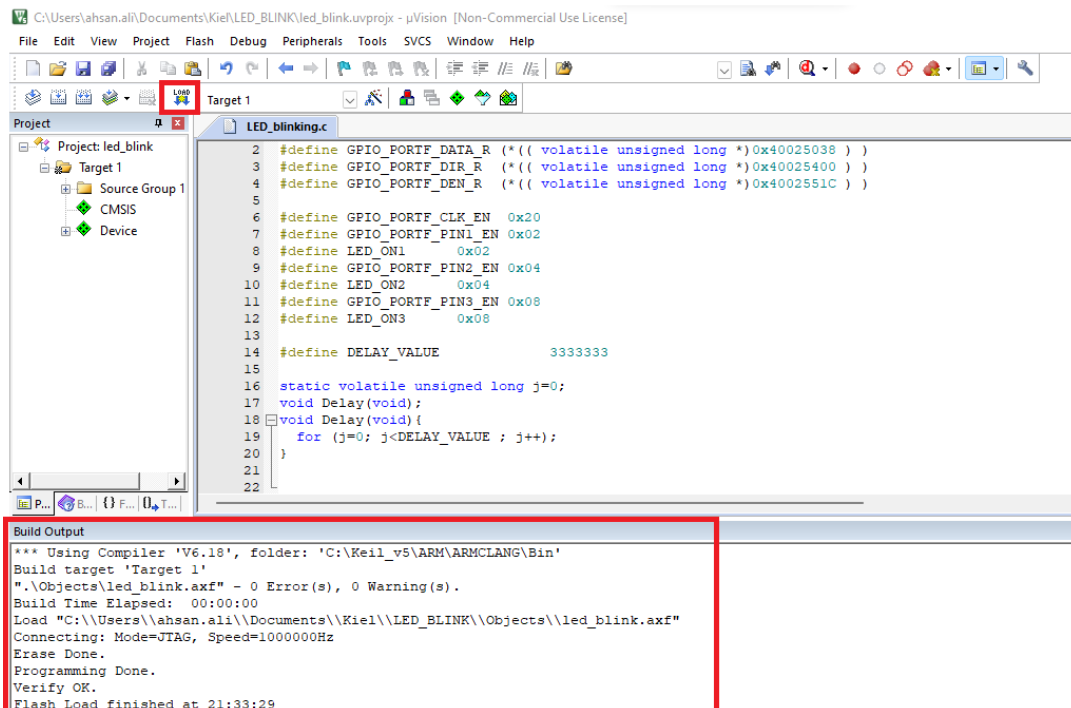 C:\Users\ahsan.ali\Documents\Kiel\LED_BLINK\led_blink.uvprojx - µVision [Non-Commercial Use License]
File Edit View Project Flash Debug Peripherals Tools SVCS Window Help
LOAD
Target 1
Project
LED_blinking.c
Project: led_blink
Target 1
Source Group 1
CMSIS
Device
2 #define GPIO_PORTF_DATA_R (*(( volatile unsigned long *)0x40025038 ) )
3 #define GPIO_PORTF_DIR_R (*(( volatile unsigned long *)0x40025400 ) )
4 #define GPIO_PORTF_DEN_R (*(( volatile unsigned long *)0x4002551C ) )
5
6 #define GPIO_PORTF_CLK_EN 0x20
7 #define GPIO_PORTF_PIN1_EN 0x02
8 #define LED_ON1 0x02
9 #define GPIO_PORTF_PIN2_EN 0x04
10 #define LED_ON2 0x04
11 #define GPIO_PORTF_PIN3_EN 0x08
12 #define LED_ON3 0x08
13
14 #define DELAY_VALUE 3333333
15
16 static volatile unsigned long j=0;
17 void Delay(void);
18 void Delay(void){
19 for (j=0; j<DELAY_VALUE ; j++);
20 }
21
22
P... B... {} F... 0 T...
Build Output
*** Using Compiler 'V6.18', folder: 'C:\Keil_v5\ARM\ARMCLANG\Bin'
Build target 'Target 1'
".\Objects\led_blink.axf" - 0 Error(s), 0 Warning(s).
Build Time Elapsed: 00:00:00
Load "C:\\Users\\ahsan.ali\\Documents\\Kiel\\LED_BLINK\\Objects\\led_blink.axf"
Connecting: Mode=JTAG, Speed=1000000Hz
Erase Done.
Programming Done.
Verify OK.
Flash Load finished at 21:33:29